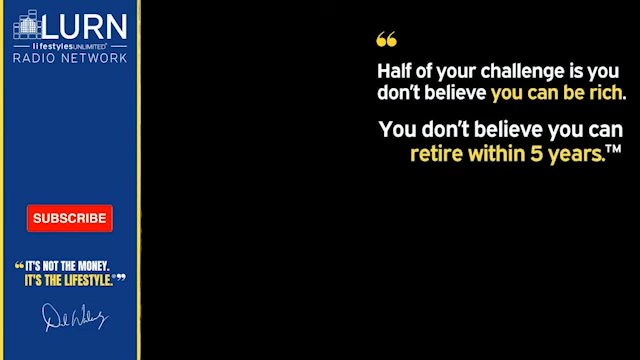 LURN
lifestylesUNLIMITED®
RADIO NETWORK
“
Half of your challenge is you
don't believe you can be rich.
You don't believe you can
retire within 5 years.™
SUBSCRIBE
“IT'S NOT THE MONEY.
IT'S THE LIFESTYLE.®”